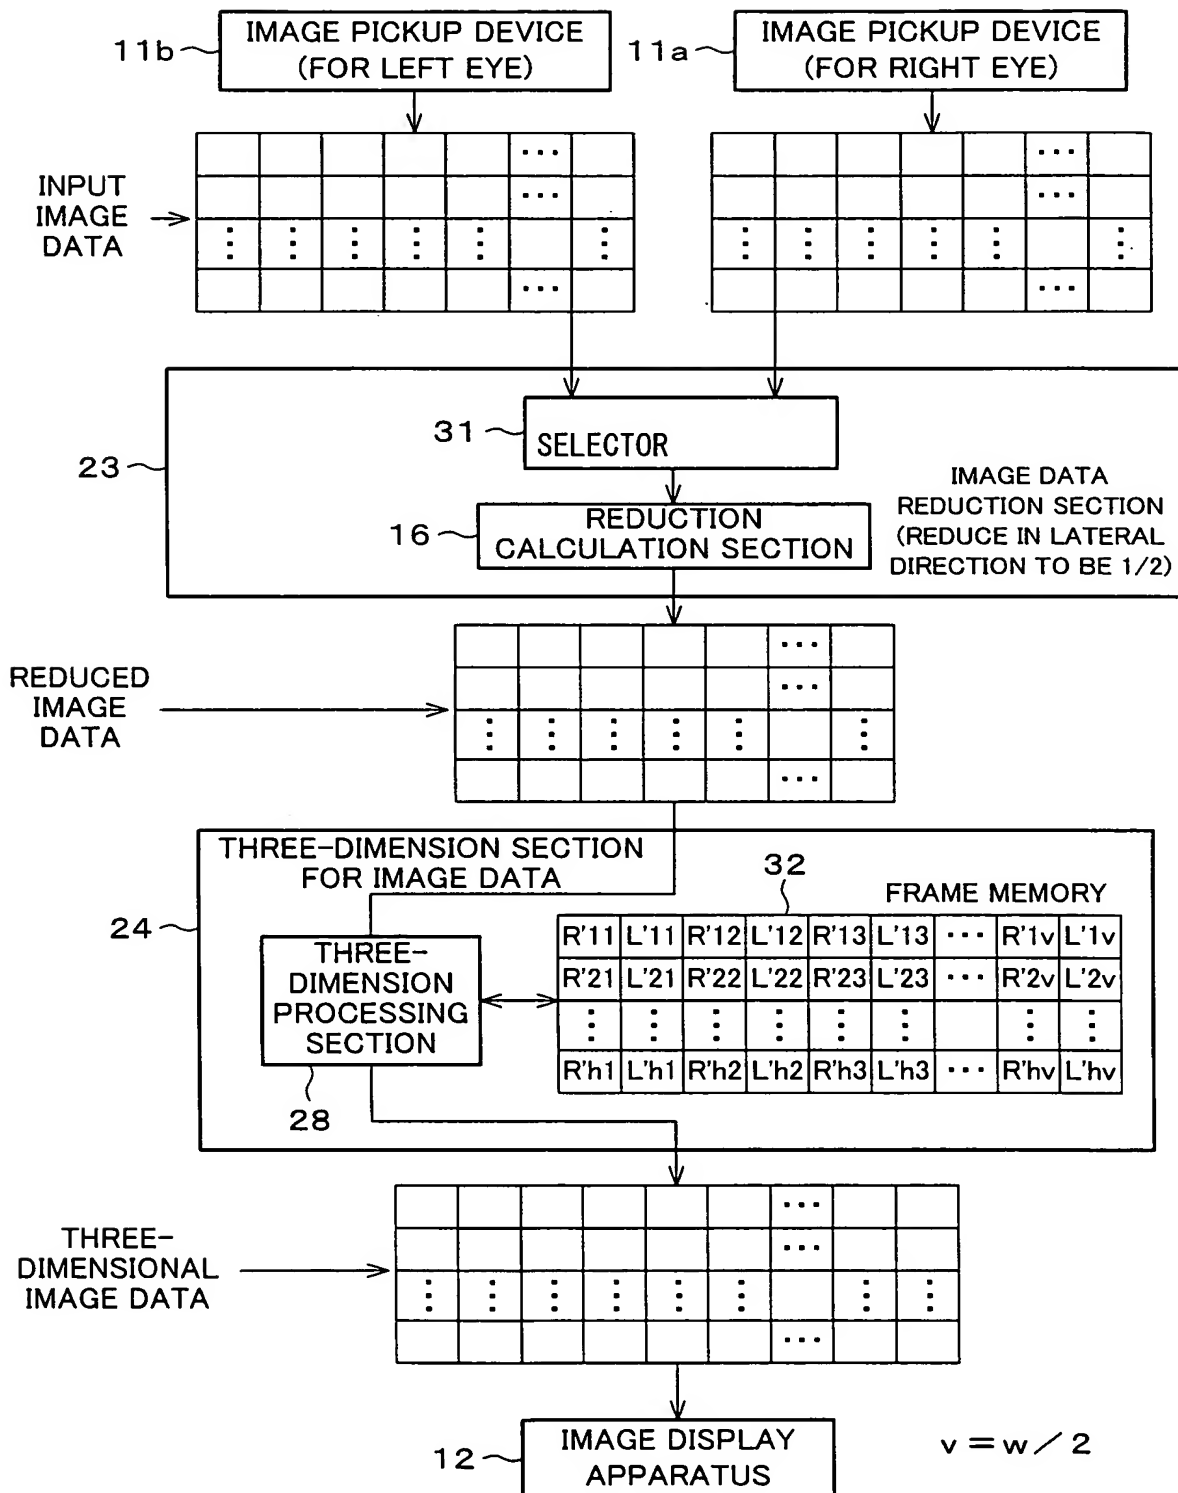 IMAGE PICKUP DEVICE
(FOR LEFT EYE)
11b
IMAGE PICKUP DEVICE
(FOR RIGHT EYE)
11a
INPUT
IMAGE
DATA
... ...
... ...
⋮ ⋮ ⋮ ⋮ ⋮ ⋮ ⋮ ⋮ ⋮ ⋮ ⋮ ⋮
... ...
31
SELECTOR
23
16
REDUCTION
CALCULATION SECTION
IMAGE DATA
REDUCTION SECTION
(REDUCE IN LATERAL
DIRECTION TO BE 1/2)
REDUCED
IMAGE
DATA
...
...
⋮ ⋮ ⋮ ⋮ ⋮ ⋮
...
THREE-DIMENSION SECTION
FOR IMAGE DATA
24
32
FRAME MEMORY
THREE-
DIMENSION
PROCESSING
SECTION
28
R'11 L'11 R'12 L'12 R'13 L'13 ... R'1v L'1v
R'21 L'21 R'22 L'22 R'23 L'23 ... R'2v L'2v
⋮ ⋮ ⋮ ⋮ ⋮ ⋮ ⋮ ⋮
R'h1 L'h1 R'h2 L'h2 R'h3 L'h3 ... R'hv L'hv
THREE-
DIMENSIONAL
IMAGE DATA
...
...
⋮ ⋮ ⋮ ⋮ ⋮ ⋮ ⋮ ⋮
...
12
IMAGE DISPLAY
APPARATUS
v = w / 2